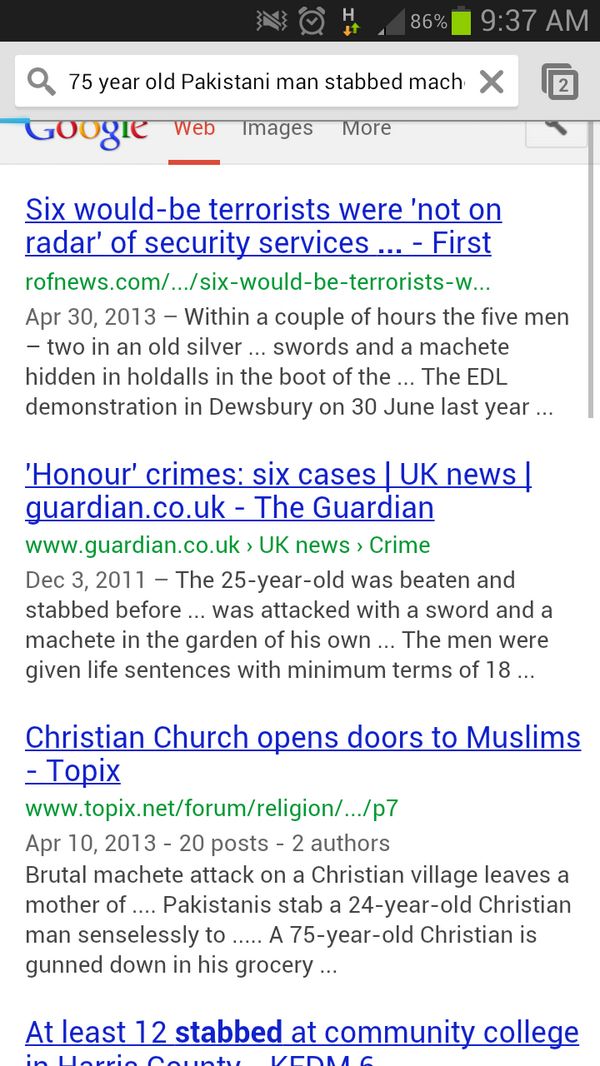 H 86% 9:37 AM
75 year old Pakistani man stabbed mach
2
Google Web Images More
Six would-be terrorists were 'not on
radar' of security services ... - First
rofnews.com/.../six-would-be-terrorists-w...
Apr 30, 2013 – Within a couple of hours the five men
– two in an old silver ... swords and a machete
hidden in holdalls in the boot of the ... The EDL
demonstration in Dewsbury on 30 June last year ...
'Honour' crimes: six cases | UK news |
guardian.co.uk - The Guardian
www.guardian.co.uk › UK news › Crime
Dec 3, 2011 – The 25-year-old was beaten and
stabbed before ... was attacked with a sword and a
machete in the garden of his own ... The men were
given life sentences with minimum terms of 18 ...
Christian Church opens doors to Muslims
- Topix
www.topix.net/forum/religion/.../p7
Apr 10, 2013 - 20 posts - 2 authors
Brutal machete attack on a Christian village leaves a
mother of .... Pakistanis stab a 24-year-old Christian
man senselessly to ..... A 75-year-old Christian is
gunned down in his grocery ...
At least 12 stabbed at community college
in Harris County - KFDM 6